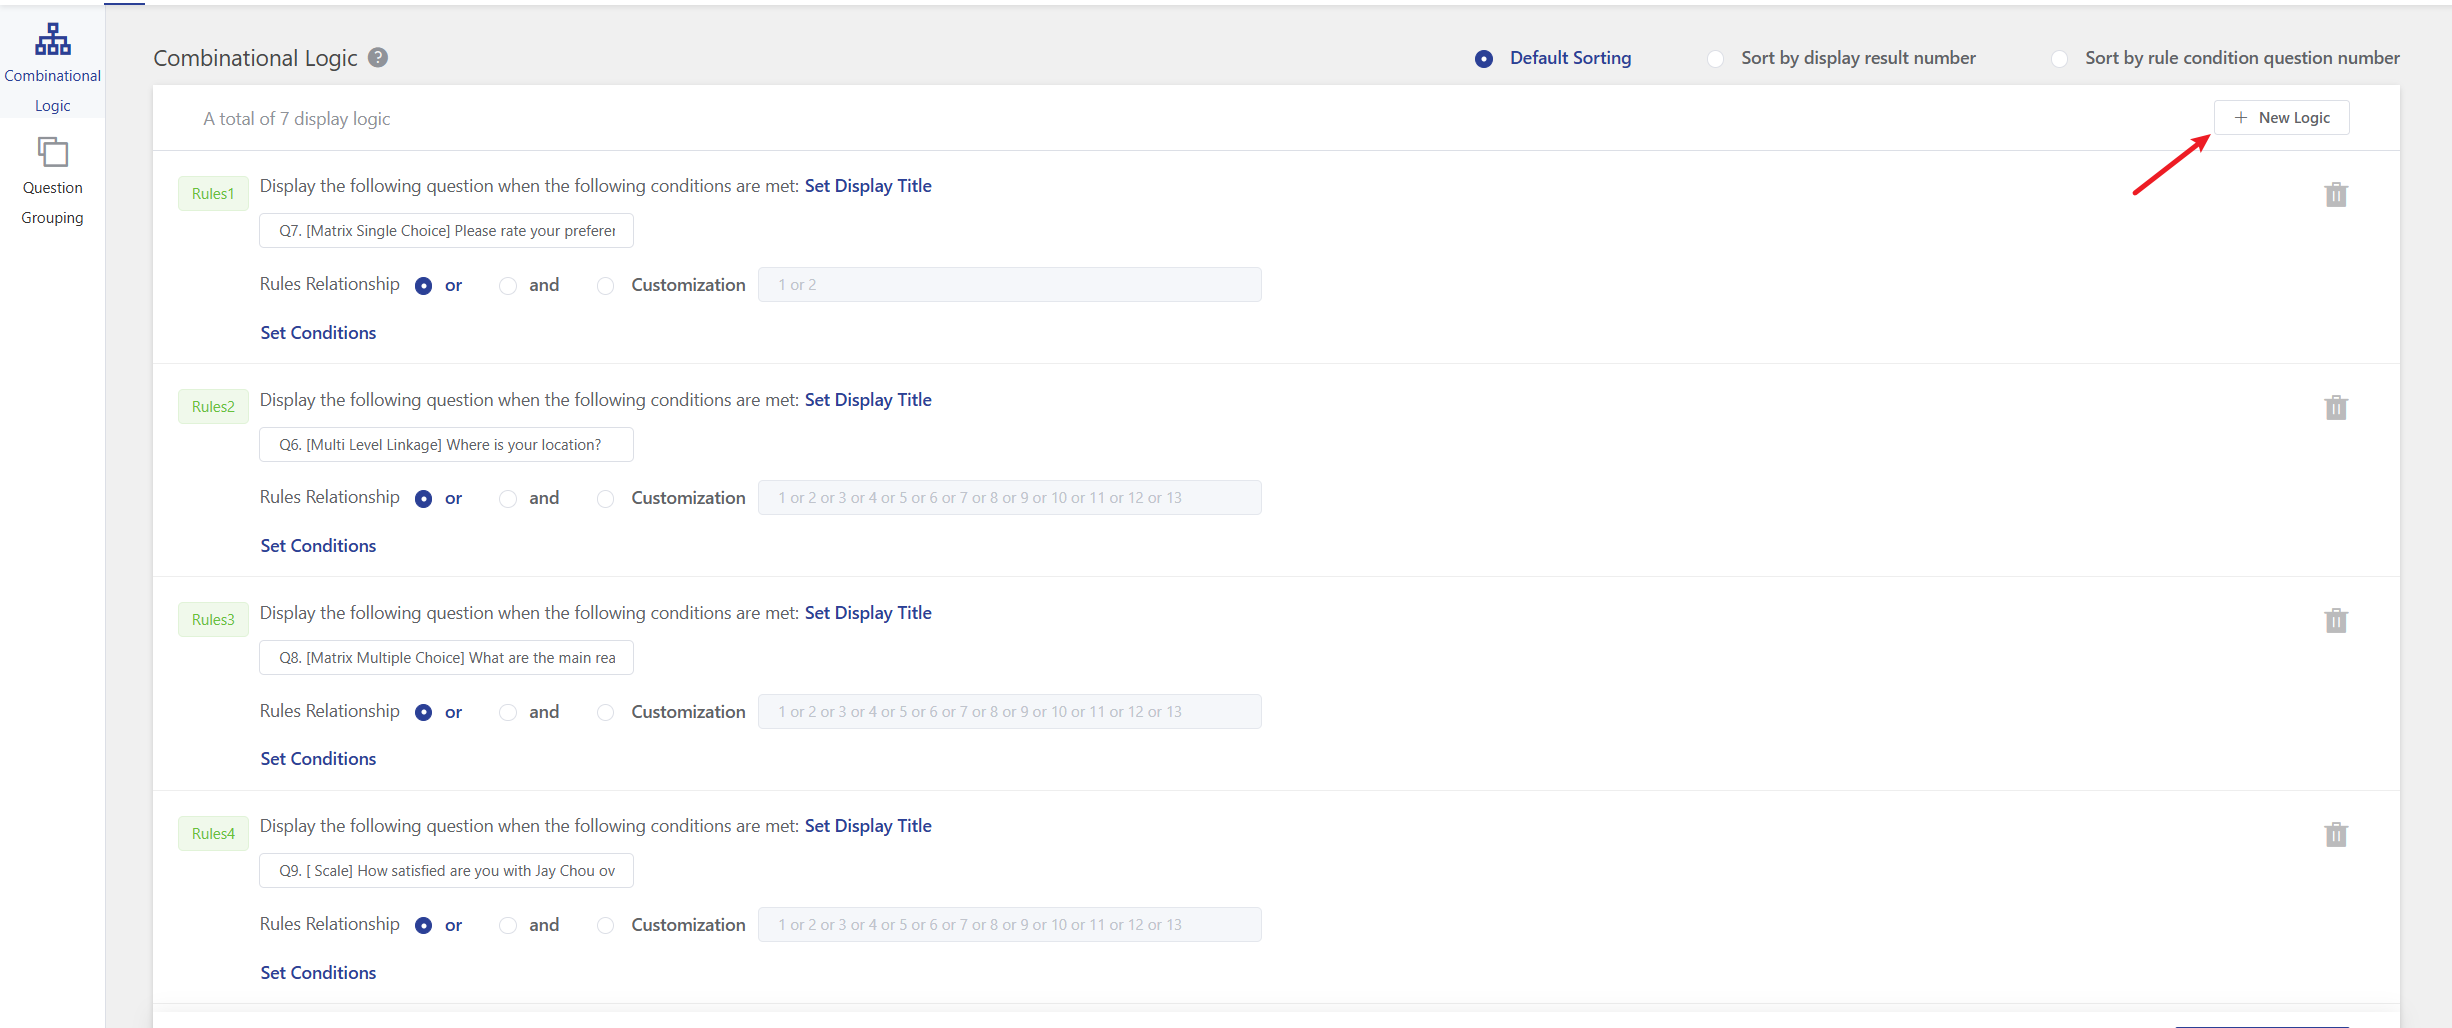 Combinational
Logic
Question
Grouping
Combinational Logic ?
Default Sorting
Sort by display result number
Sort by rule condition question number
A total of 7 display logic
+ New Logic
Rules1
Display the following question when the following conditions are met: Set Display Title
Q7. [Matrix Single Choice] Please rate your prefere
Rules Relationship or and Customization 1 or 2
Set Conditions
Rules2
Display the following question when the following conditions are met: Set Display Title
Q6. [Multi Level Linkage] Where is your location?
Rules Relationship or and Customization 1 or 2 or 3 or 4 or 5 or 6 or 7 or 8 or 9 or 10 or 11 or 12 or 13
Set Conditions
Rules3
Display the following question when the following conditions are met: Set Display Title
Q8. [Matrix Multiple Choice] What are the main rea
Rules Relationship or and Customization 1 or 2 or 3 or 4 or 5 or 6 or 7 or 8 or 9 or 10 or 11 or 12 or 13
Set Conditions
Rules4
Display the following question when the following conditions are met: Set Display Title
Q9. [ Scale] How satisfied are you with Jay Chou ov
Rules Relationship or and Customization 1 or 2 or 3 or 4 or 5 or 6 or 7 or 8 or 9 or 10 or 11 or 12 or 13
Set Conditions